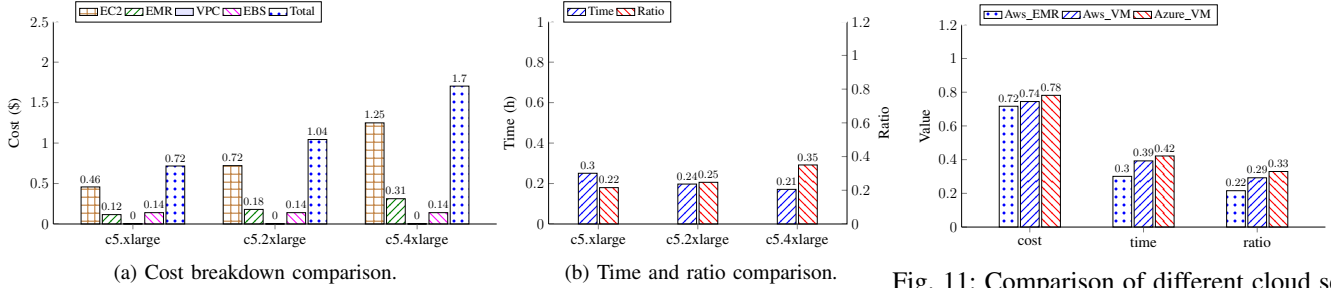 EC2 EMR VPC EBS Total
2.5
2
1.5
1
0.5
0
Cost ($)
0.46 0.12 0 0.14 0.72
0.72 0.18 0 0.14 1.04
1.25 0.31 0 0.14 1.7
c5.xlarge c5.2xlarge c5.4xlarge
(a) Cost breakdown comparison.
Time Ratio
1
0.8
0.6
0.4
0.2
0
Time (h)
0.3 0.22
0.24 0.25
0.21 0.35
1.2
1
0.8
0.6
0.4
0.2
0
Ratio
c5.xlarge c5.2xlarge c5.4xlarge
(b) Time and ratio comparison.
Aws_EMR Aws_VM Azure_VM
1.2
1
0.8
0.6
0.4
0.2
0
Value
0.72 0.74 0.78
0.3 0.39 0.42
0.22 0.29 0.33
cost time ratio
Fig. 11: Comparison of different cloud se